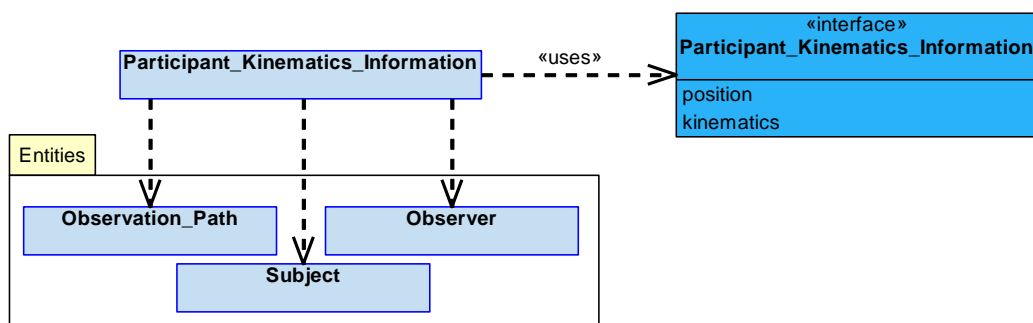 «interface»
Participant_Kinematics_Information
Participant_Kinematics_Information
«uses»
position
kinematics
Entities
Observation_Path
Observer
Subject